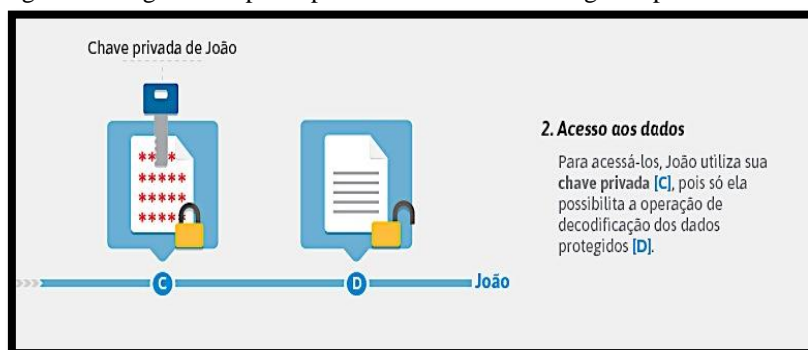 Chave privada de João
*****
*****
*****
*****
2. Acesso aos dados
Para acessá-los, João utiliza sua
chave privada [C], pois só ela
possibilita a operação de
decodificação dos dados
protegidos [D].
C
D
João